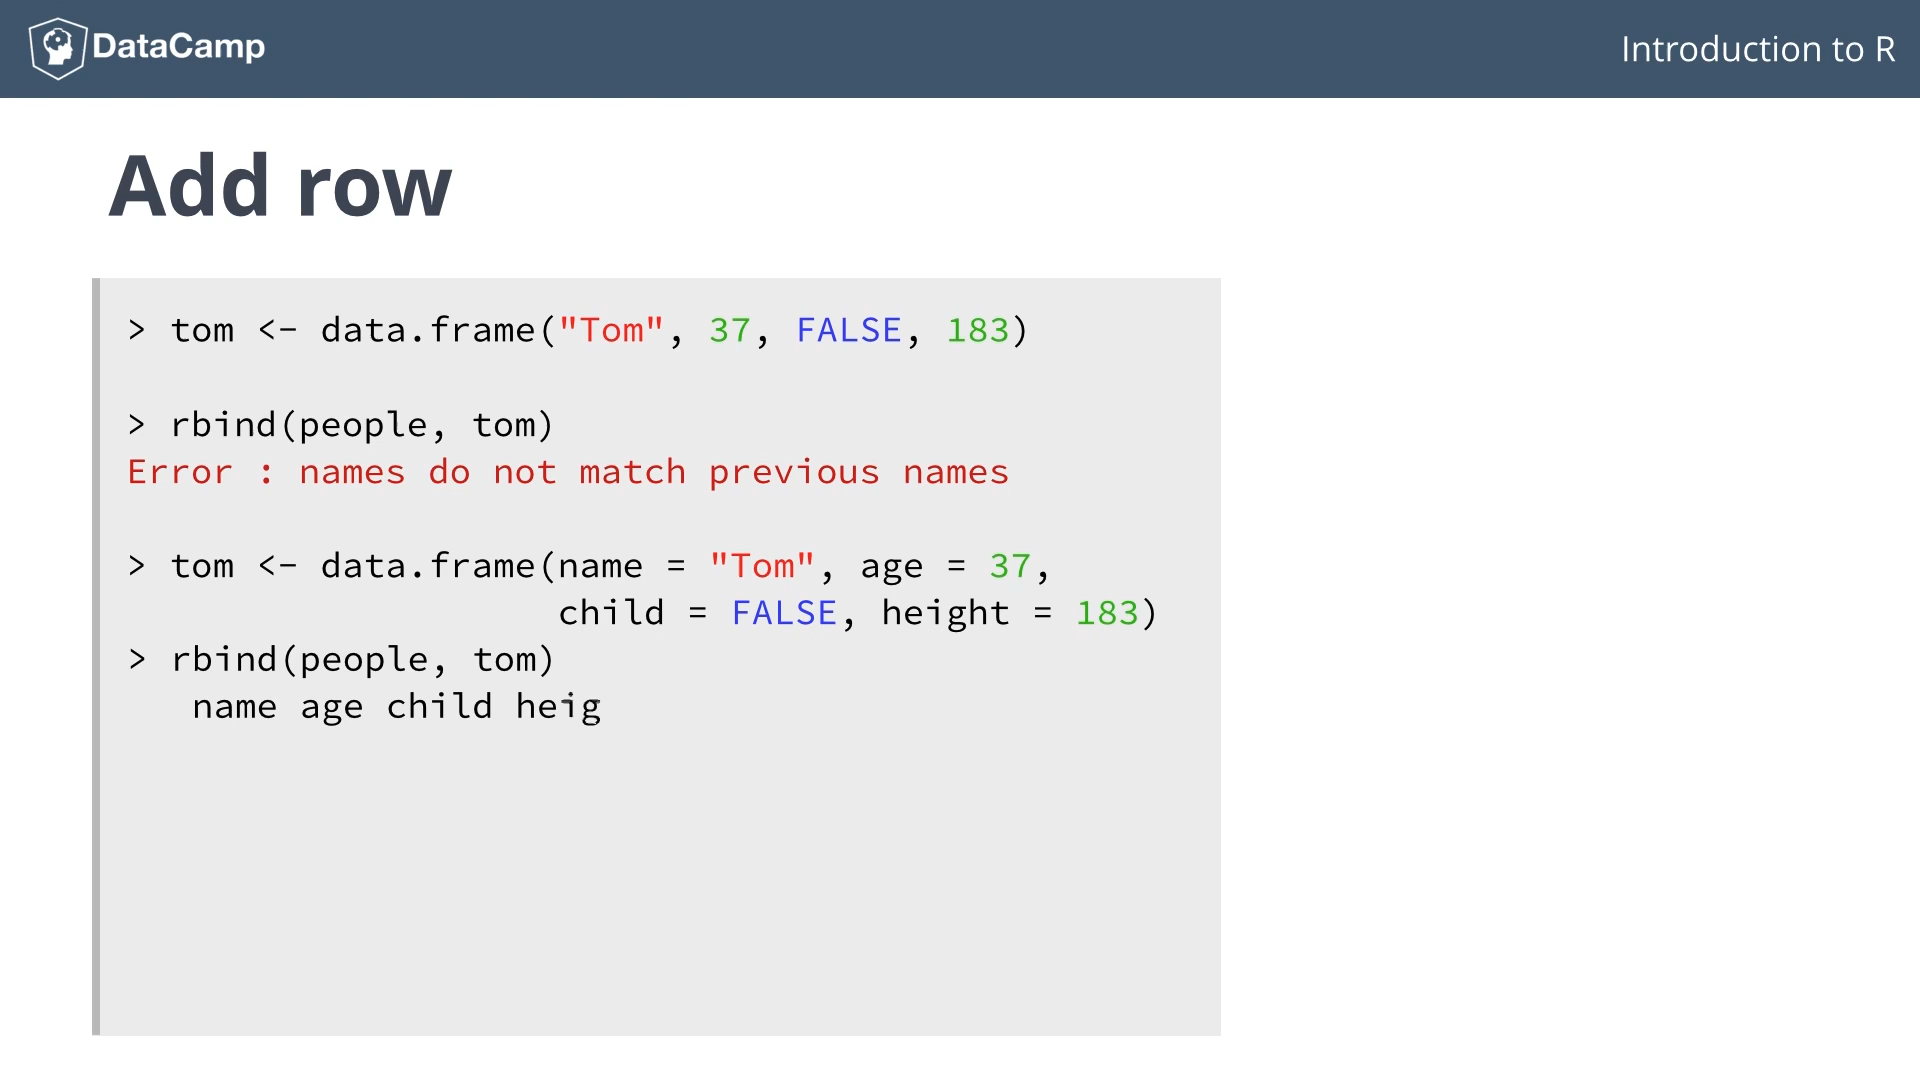 DataCamp
Introduction to R
Add row
> tom <- data.frame("Tom", 37, FALSE, 183)
> rbind(people, tom)
Error : names do not match previous names
> tom <- data.frame(name = "Tom", age = 37,
child = FALSE, height = 183)
> rbind(people, tom)
name age child heig